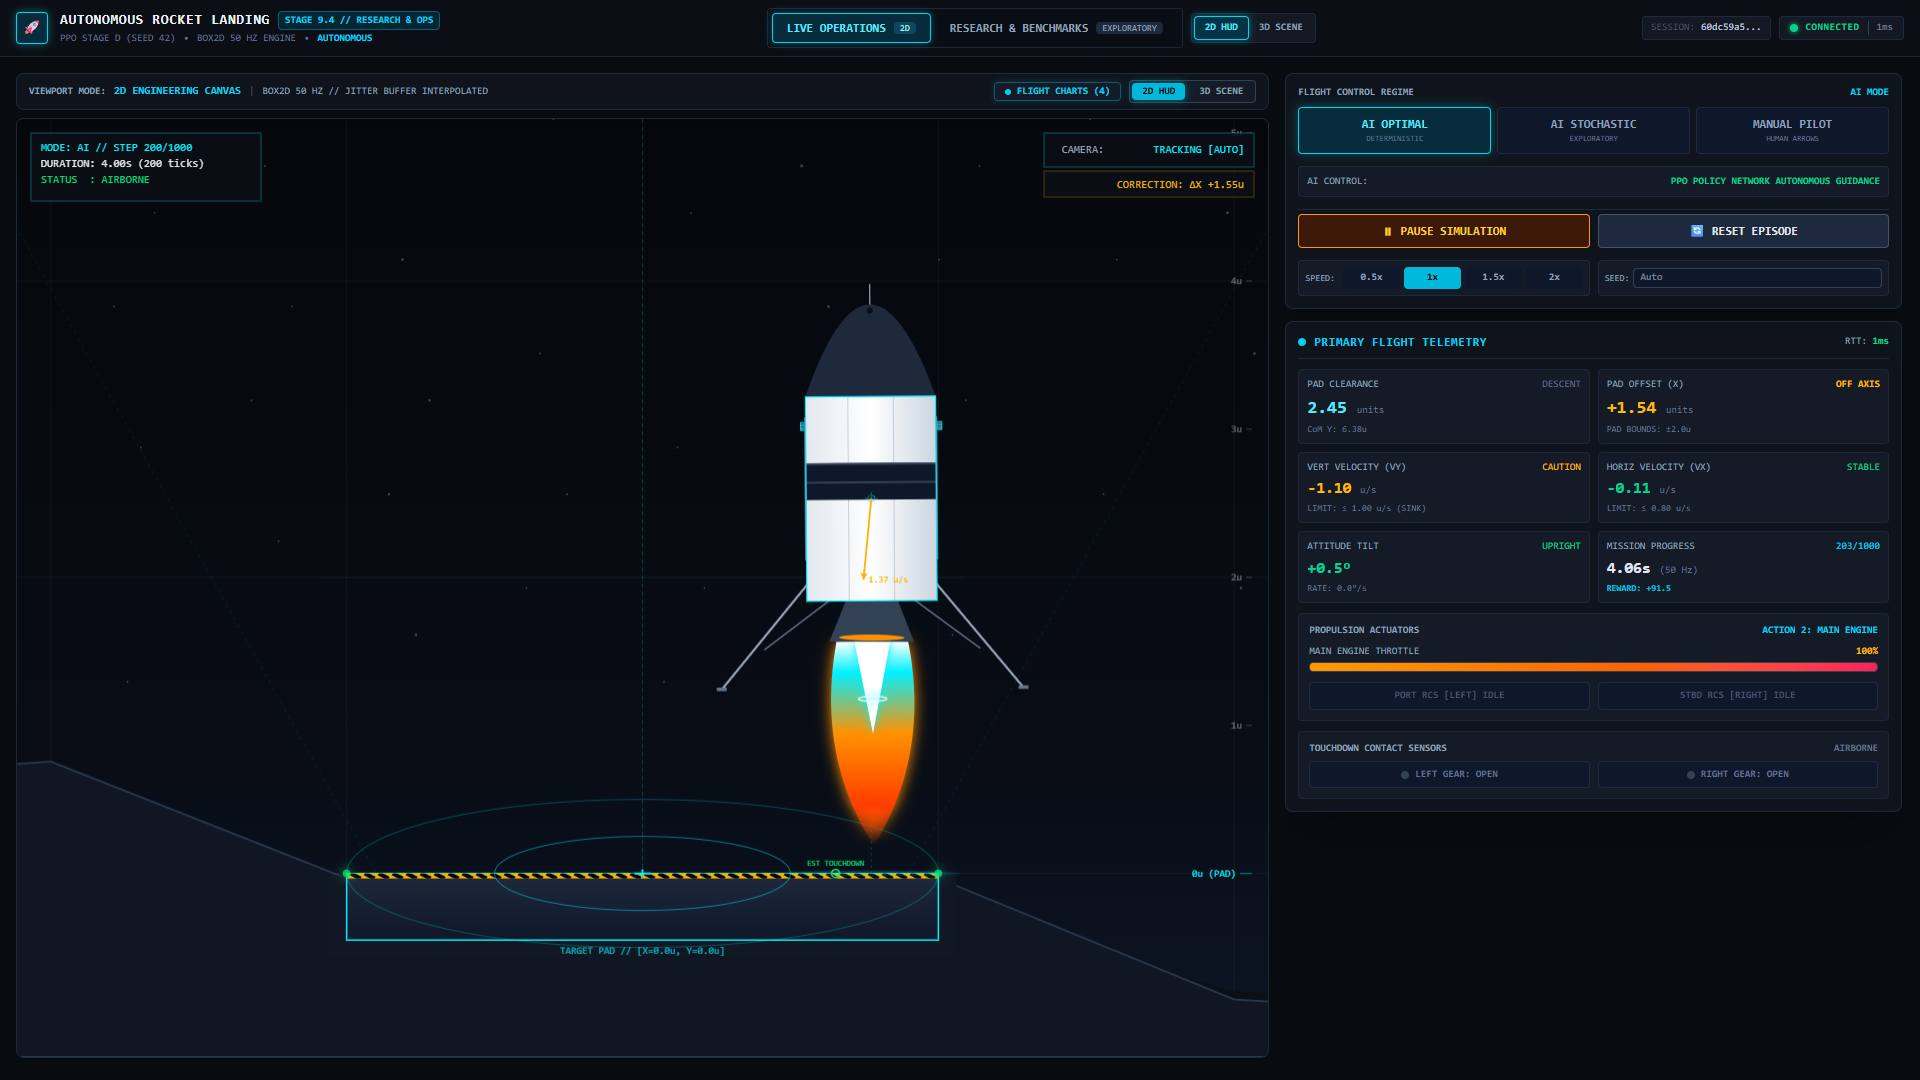 AUTONOMOUS ROCKET LANDING STAGE 9.4 // RESEARCH & OPS
PPO STAGE D (SEED 42) • BOX2D 50 HZ ENGINE • AUTONOMOUS
LIVE OPERATIONS 2D RESEARCH & BENCHMARKS EXPLORATORY 2D HUD 3D SCENE
SESSION: 60dc59a5... CONNECTED 1ms
VIEWPORT MODE: 2D ENGINEERING CANVAS | BOX2D 50 HZ // JITTER BUFFER INTERPOLATED
FLIGHT CHARTS (4) 2D HUD 3D SCENE
MODE: AI // STEP 200/1000
DURATION: 4.00s (200 ticks)
STATUS : AIRBORNE
5u
CAMERA: TRACKING [AUTO]
CORRECTION: ΔX +1.55u
4u
3u
1.37 u/s
2u
1u
EST TOUCHDOWN
0u (PAD)
TARGET PAD // [X=0.0u, Y=0.0u]
FLIGHT CONTROL REGIME AI MODE
AI OPTIMAL
DETERMINISTIC
AI STOCHASTIC
EXPLORATORY
MANUAL PILOT
HUMAN ARROWS
AI CONTROL: PPO POLICY NETWORK AUTONOMOUS GUIDANCE
PAUSE SIMULATION RESET EPISODE
SPEED: 0.5x 1x 1.5x 2x SEED: Auto
PRIMARY FLIGHT TELEMETRY RTT: 1ms
PAD CLEARANCE DESCENT
2.45 units
CoM Y: 6.38u
PAD OFFSET (X) OFF AXIS
+1.54 units
PAD BOUNDS: ±2.0u
VERT VELOCITY (VY) CAUTION
-1.10 u/s
LIMIT: ≤ 1.00 u/s (SINK)
HORIZ VELOCITY (VX) STABLE
-0.11 u/s
LIMIT: ≤ 0.80 u/s
ATTITUDE TILT UPRIGHT
+0.5°
RATE: 0.0°/s
MISSION PROGRESS 203/1000
4.06s (50 Hz)
REWARD: +91.5
PROPULSION ACTUATORS ACTION 2: MAIN ENGINE
MAIN ENGINE THROTTLE 100%
PORT RCS [LEFT] IDLE STBD RCS [RIGHT] IDLE
TOUCHDOWN CONTACT SENSORS AIRBORNE
LEFT GEAR: OPEN RIGHT GEAR: OPEN